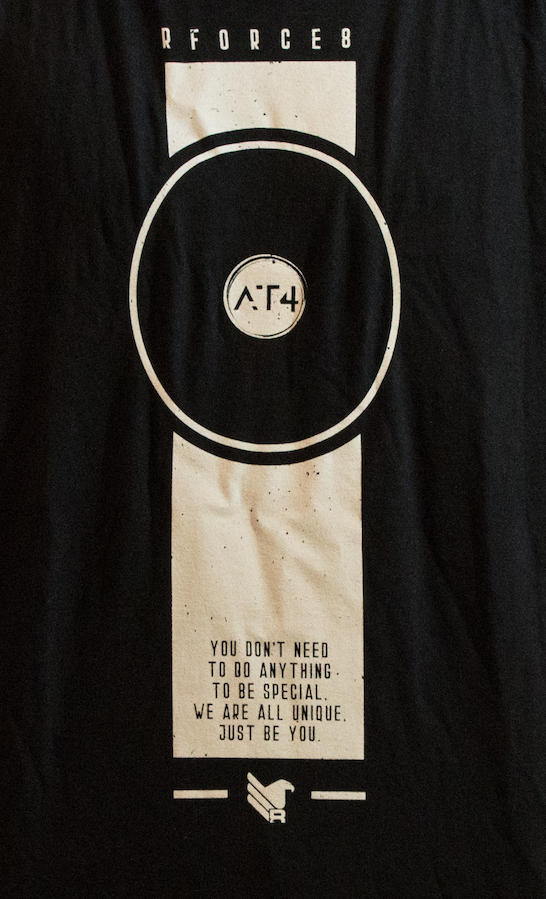 RFORCE8
AT4
YOU DON'T NEED
TO DO ANYTHING.
TO BE SPECIAL.
WE ARE ALL UNIQUE.
JUST BE YOU.
R